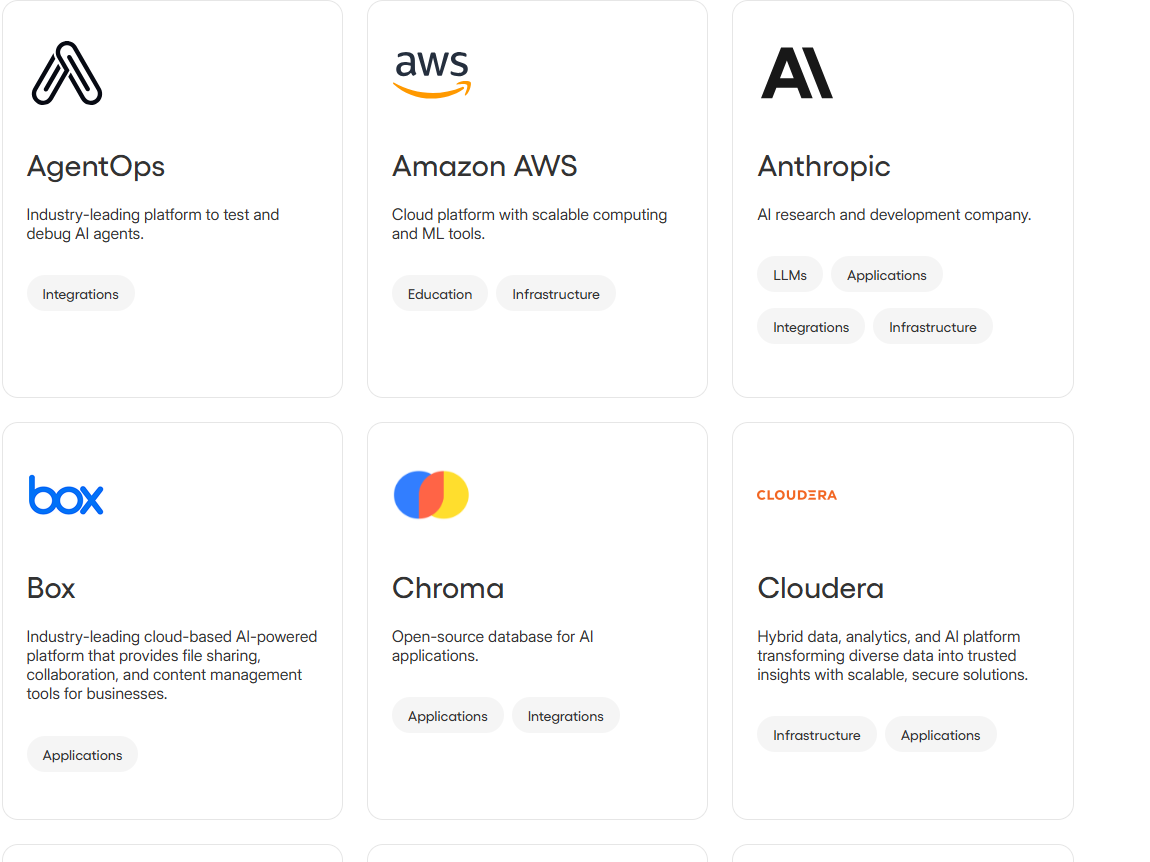 AgentOps
Industry-leading platform to test and
debug AI agents.
Integrations
aws
Amazon AWS
Cloud platform with scalable computing
and ML tools.
Education
Infrastructure
AI
Anthropic
AI research and development company.
LLMs
Applications
Integrations
Infrastructure
box
Box
Industry-leading cloud-based AI-powered
platform that provides file sharing,
collaboration, and content management
tools for businesses.
Applications
Chroma
Open-source database for AI
applications.
Applications
Integrations
CLOUDERA
Cloudera
Hybrid data, analytics, and AI platform
transforming diverse data into trusted
insights with scalable, secure solutions.
Infrastructure
Applications